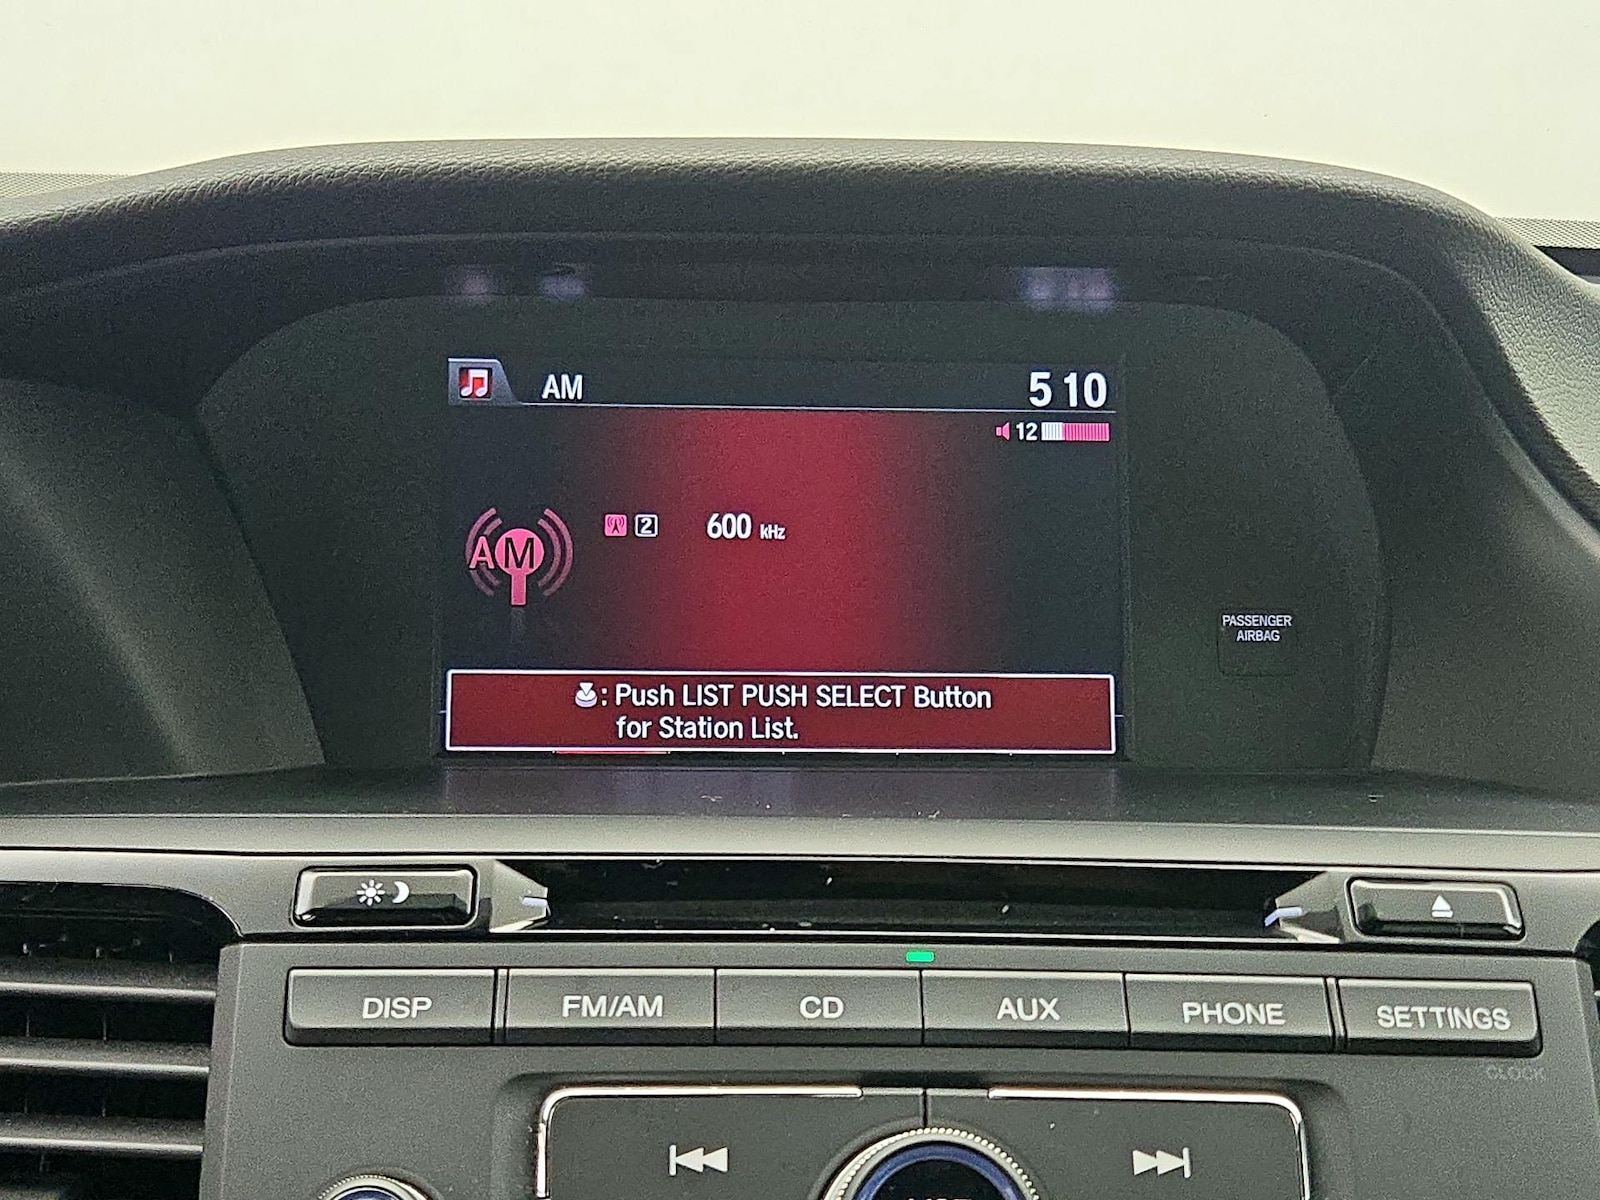 AM
5 10
12
AM
2 600 kHz
PASSENGER
AIRBAG
: Push LIST PUSH SELECT Button
for Station List.
DISP
FM/AM
CD
AUX
PHONE
SETTINGS
CLOCK